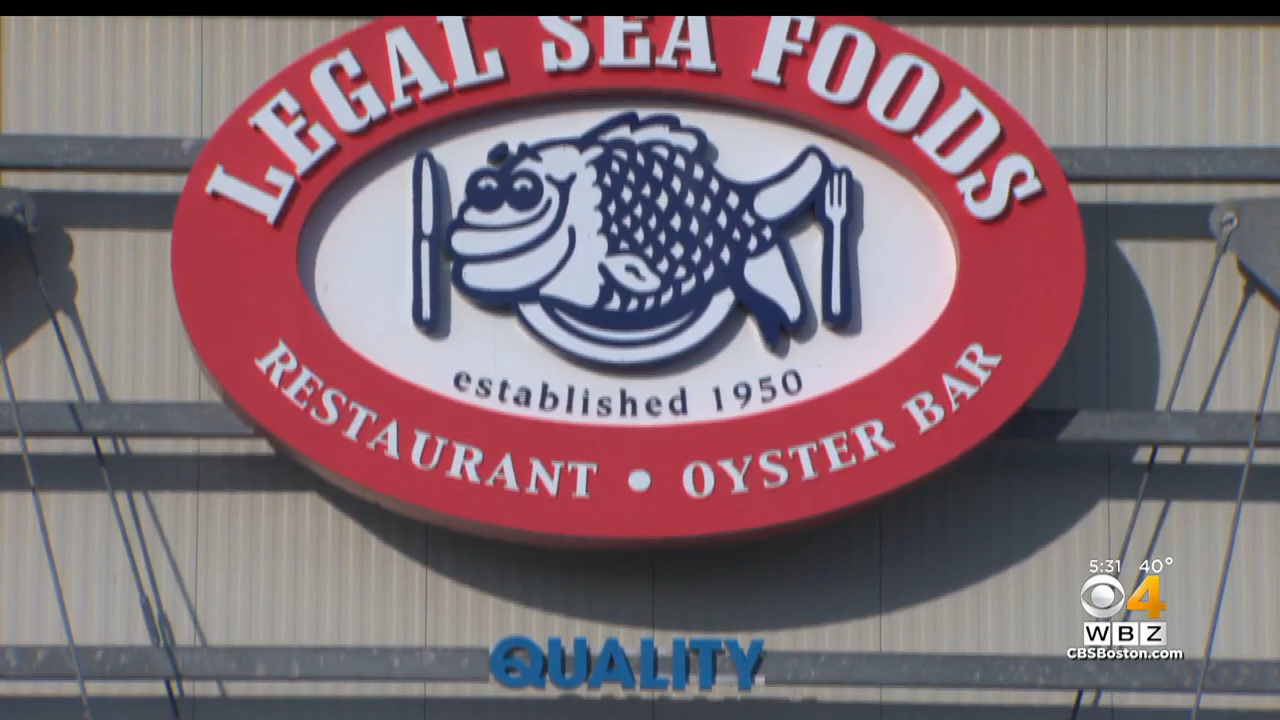 LEGAL SEA FOODS
established 1950
RESTAURANT • OYSTER BAR
QUALITY
5:31 40°
4
WBZ
CBSBoston.com